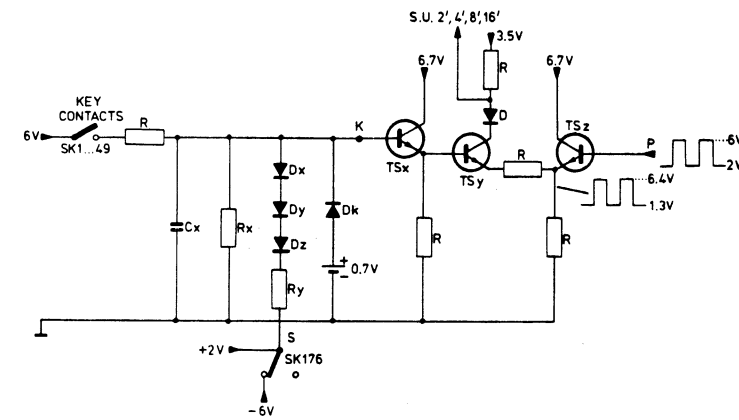 S.U. 2', 4', 8', 16'
3.5V
6.7V
R
6.7V
KEY
CONTACTS
6V
R
SK1...49
K
D
TSx
TSy
R
TSz
P
6V
2V
6.4V
1.3V
Cx
Rx
Dx
Dy
Dz
Ry
Dk
+
-
0.7V
R
R
S
+2V
SK176
-6V